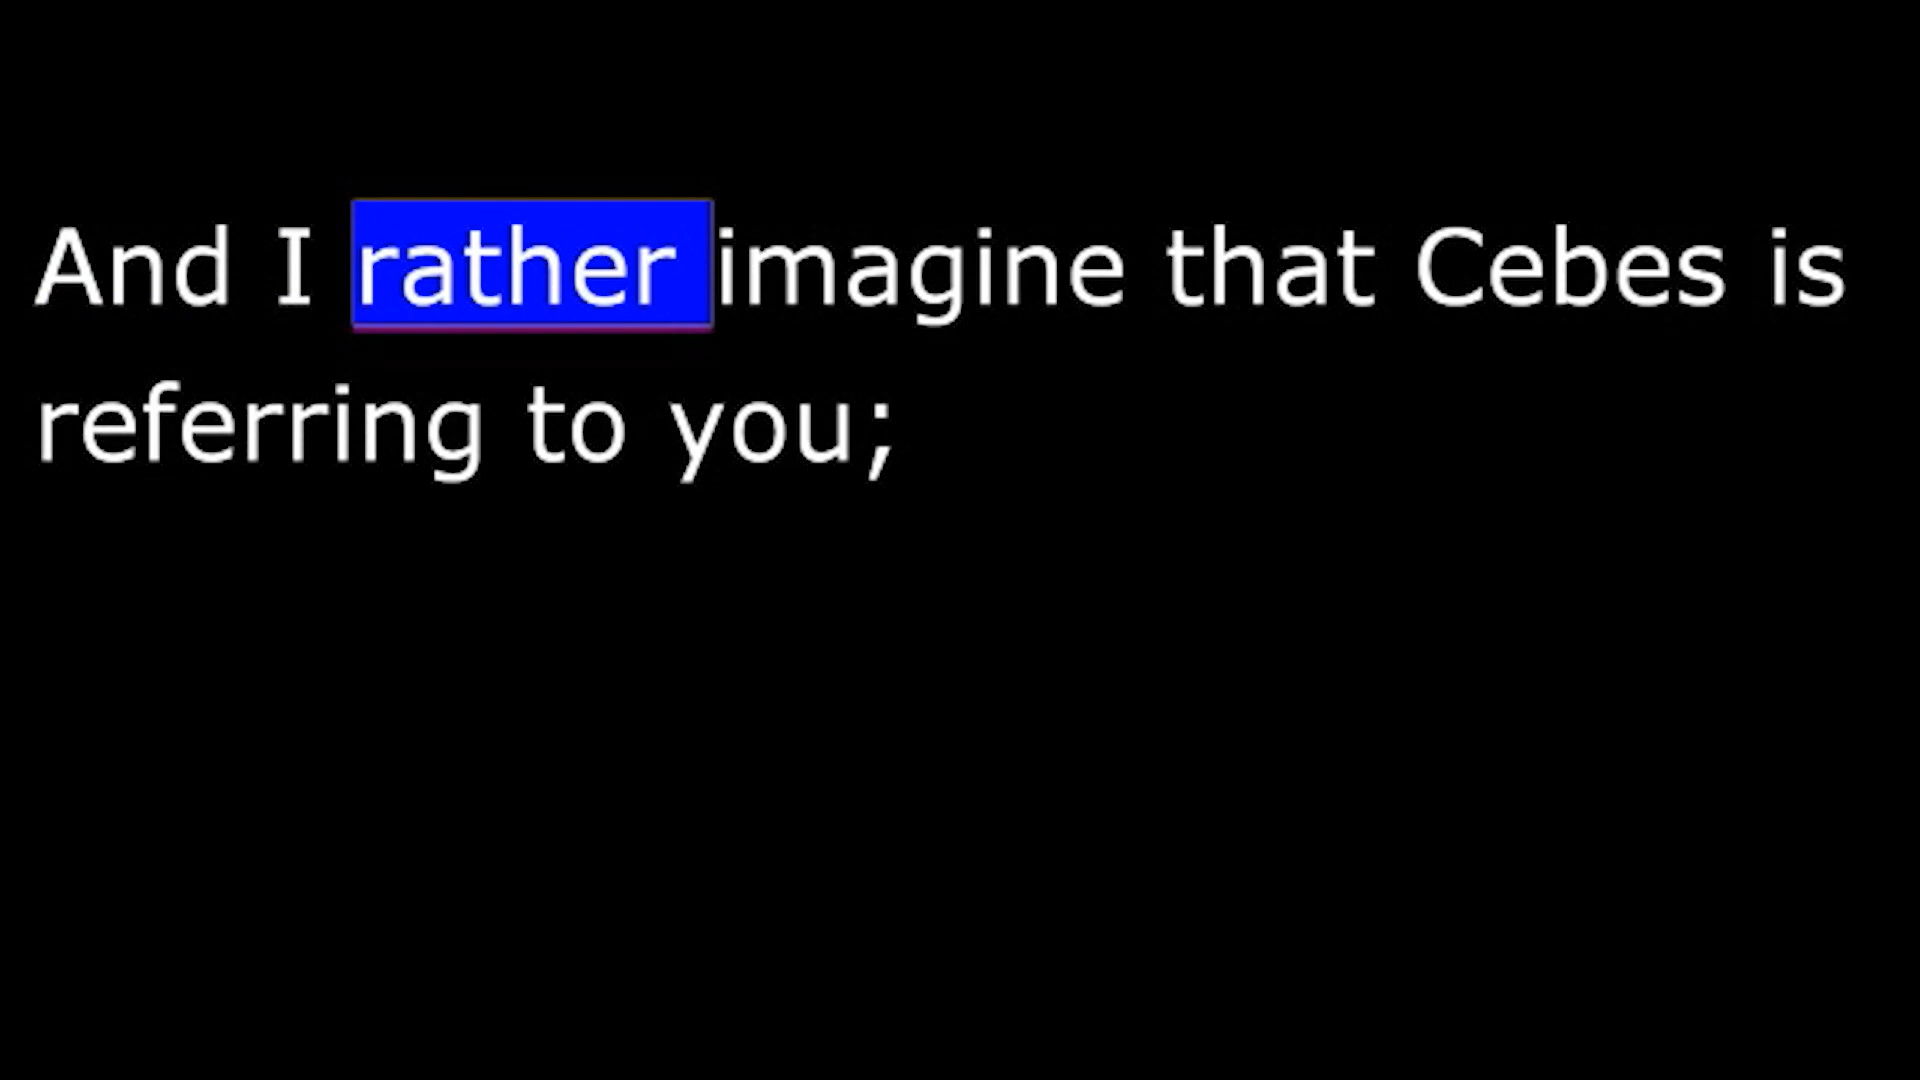 And I rather imagine that Cebes is
referring to you;